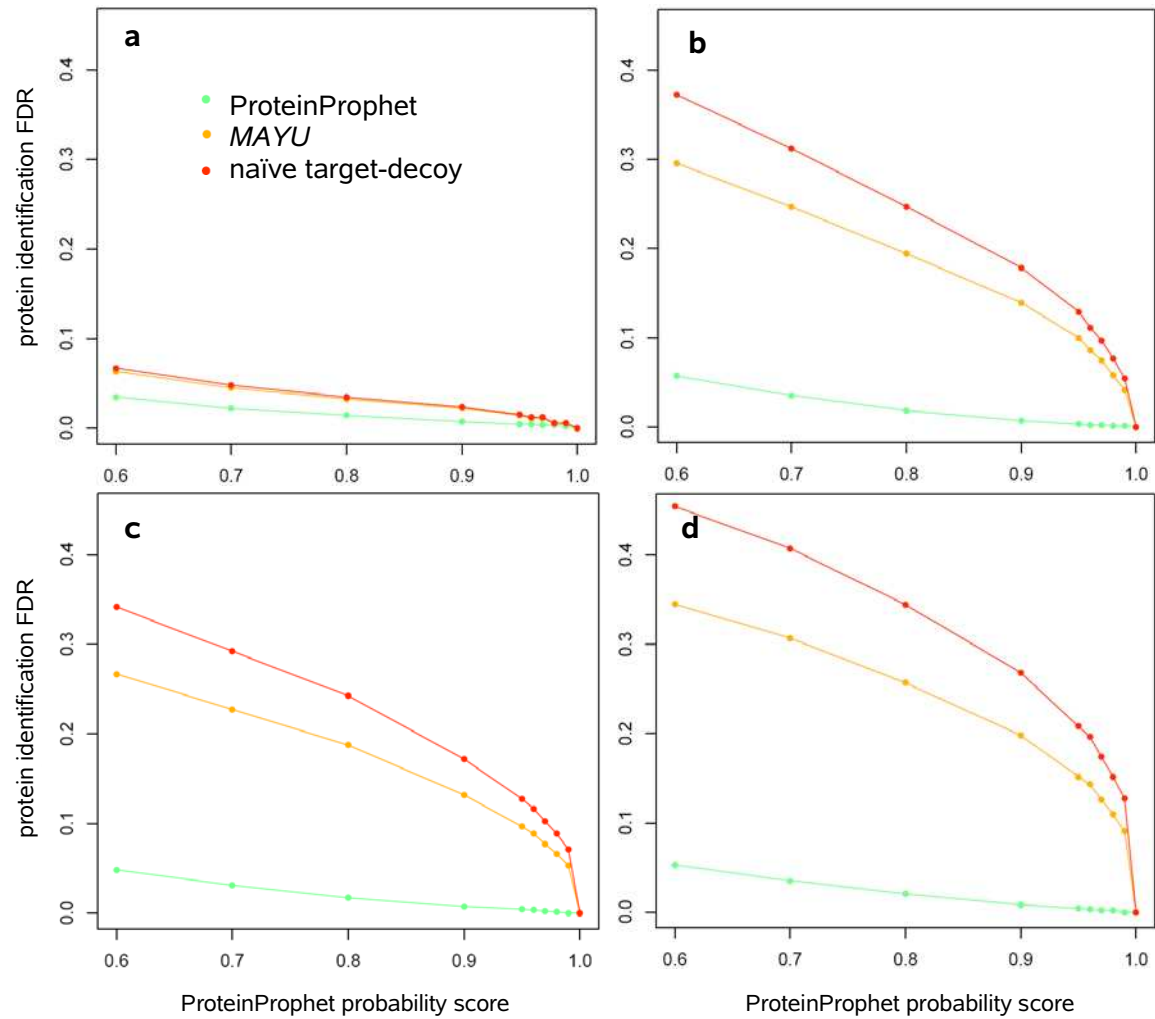 a
ProteinProphet
MAYU
naïve target-decoy
protein identification FDR
0.4
0.3
0.2
0.1
0.0
0.6 0.7 0.8 0.9 1.0
b
0.4
0.3
0.2
0.1
0.0
0.6 0.7 0.8 0.9 1.0
c
protein identification FDR
0.4
0.3
0.2
0.1
0.0
0.6 0.7 0.8 0.9 1.0
ProteinProphet probability score
d
0.4
0.3
0.2
0.1
0.0
0.6 0.7 0.8 0.9 1.0
ProteinProphet probability score